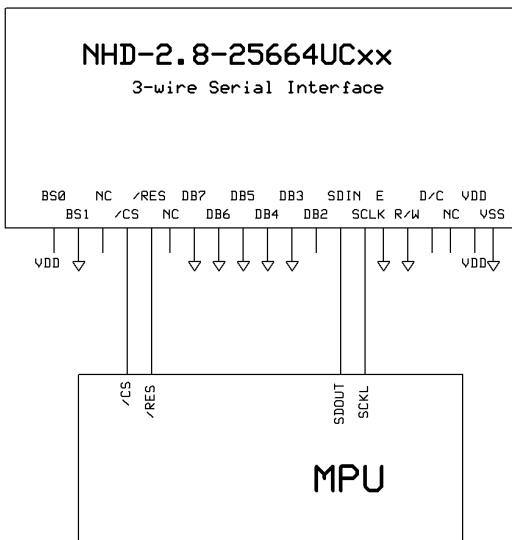 NHD-2.8-25664UCxx
3-wire Serial Interface
BS0 NC /RES DB7 DB5 DB3 SDIN E D/C VDD
BS1 /CS NC DB6 DB4 DB2 SCLK R/W NC VSS
VDD VDD
/CS /RES SDOUT SCKL
MPU